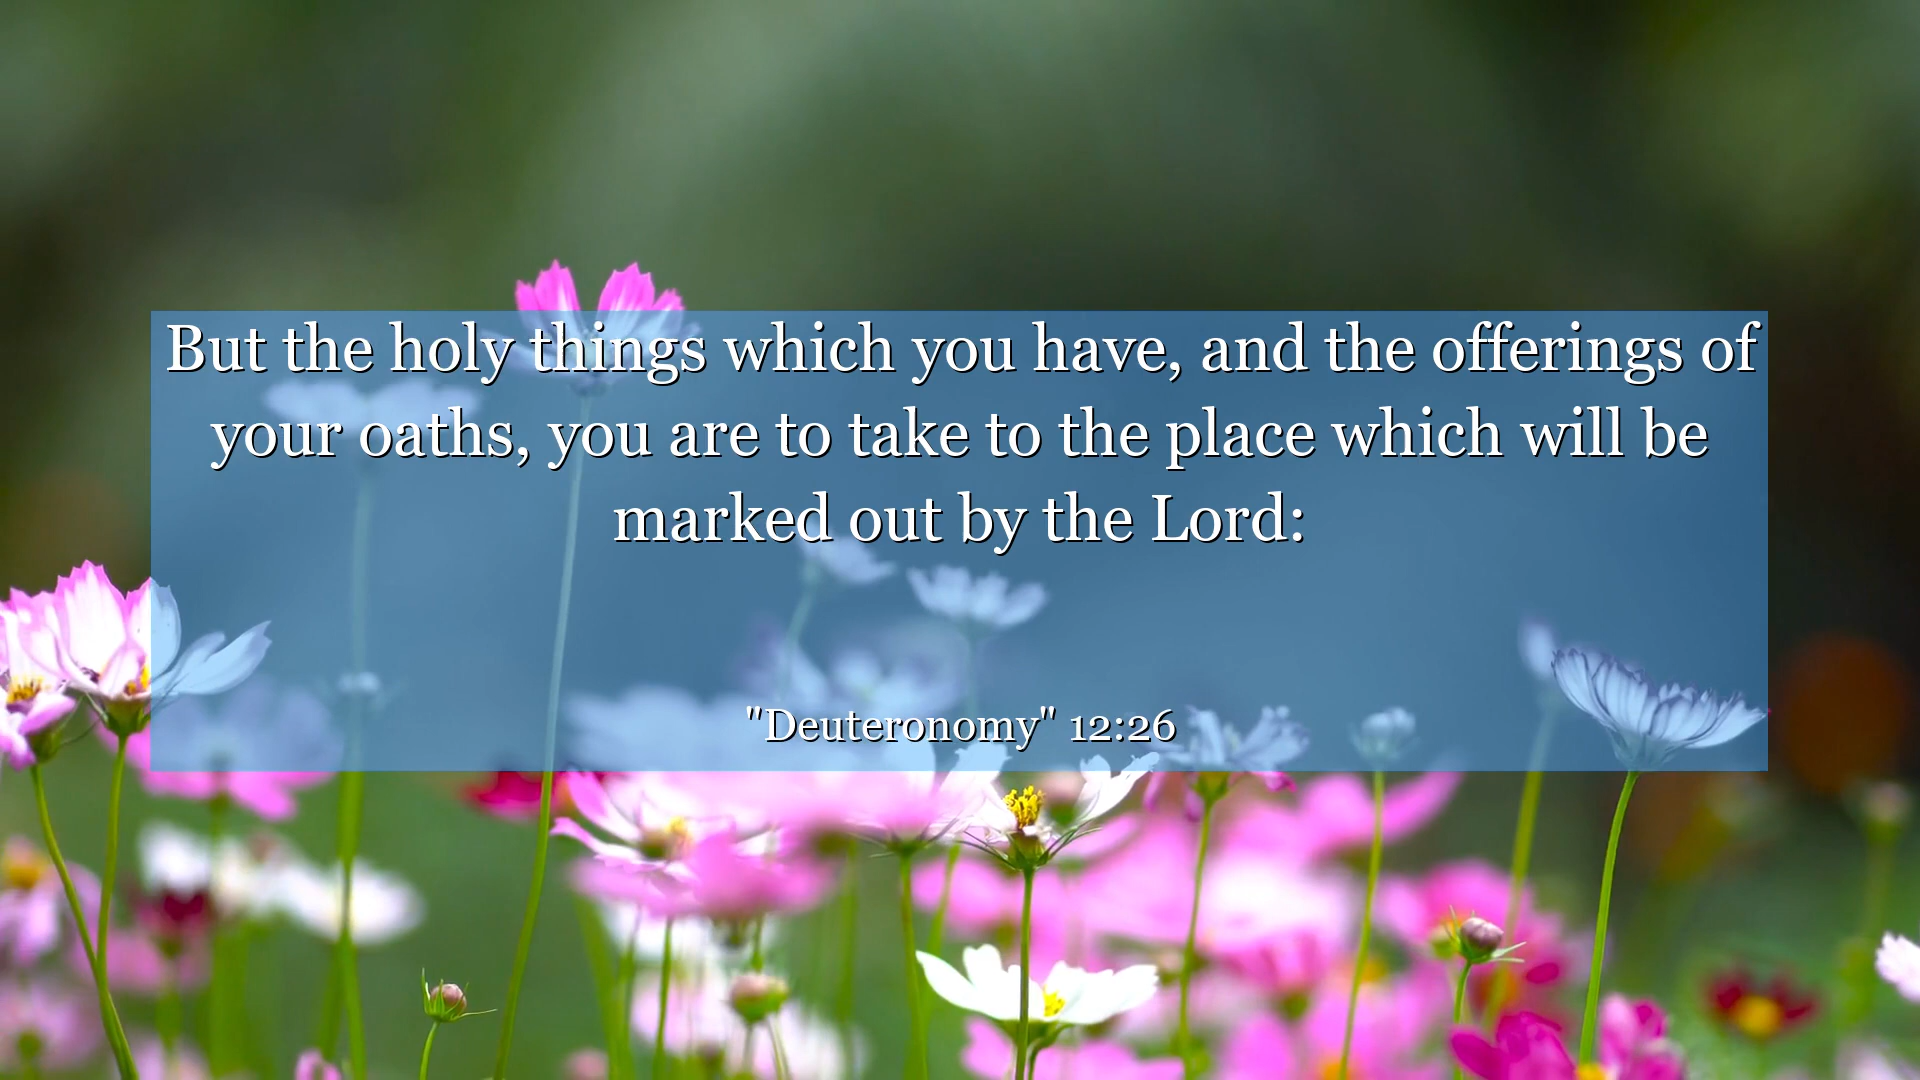 But the holy things which you have, and the offerings of
your oaths, you are to take to the place which will be
marked out by the Lord:
"Deuteronomy" 12:26